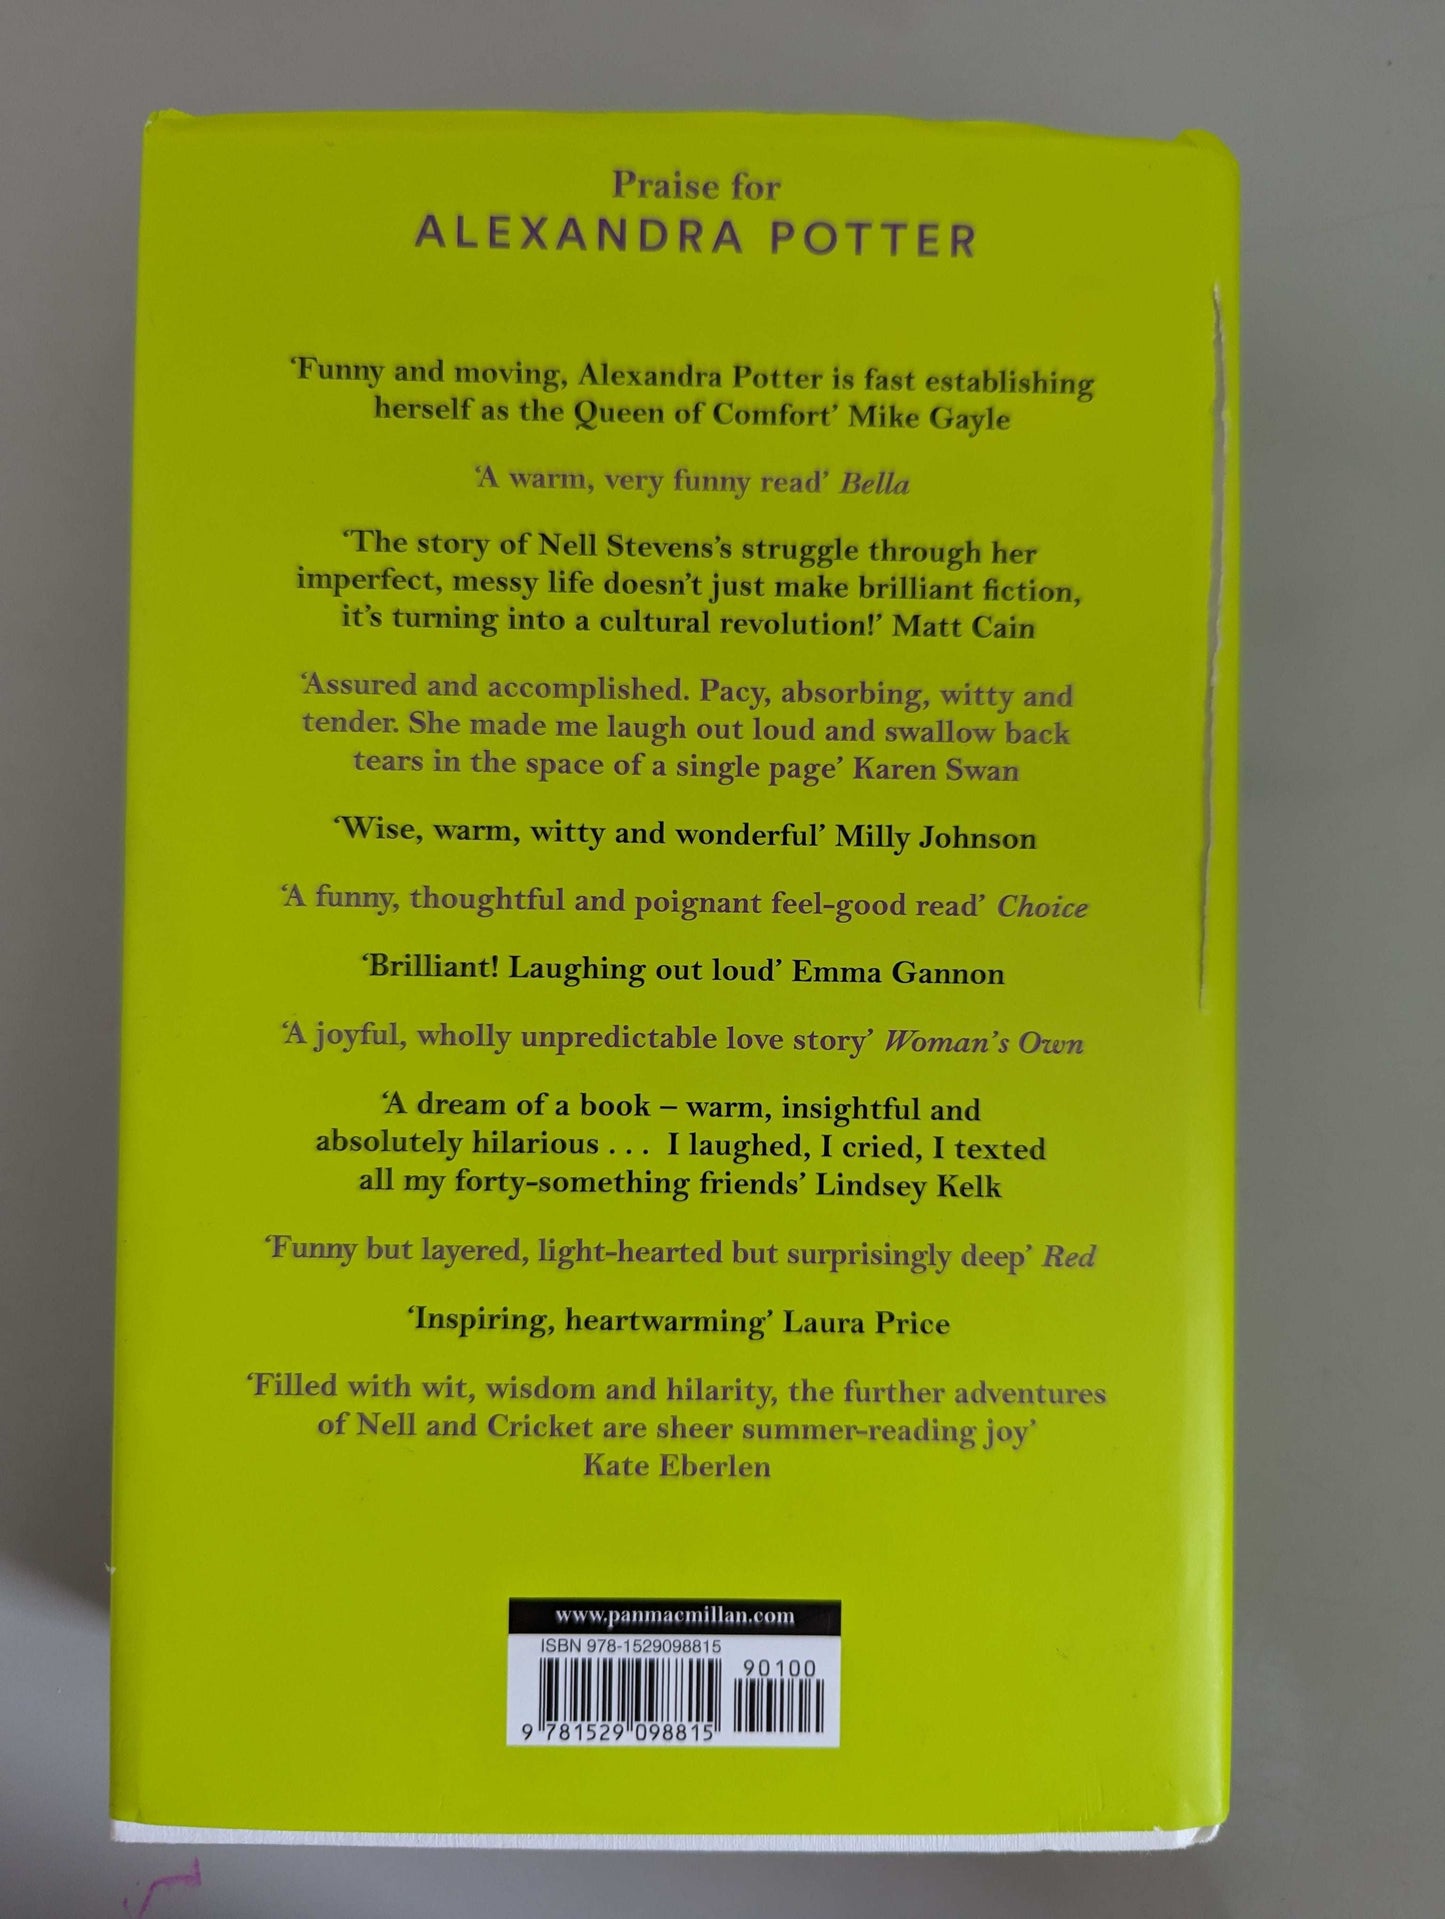 Praise for
ALEXANDRA POTTER
‘Funny and moving, Alexandra Potter is fast establishing
herself as the Queen of Comfort’ Mike Gayle
‘A warm, very funny read’ Bella
‘The story of Nell Stevens’s struggle through her
imperfect, messy life doesn’t just make brilliant fiction,
it’s turning into a cultural revolution!’ Matt Cain
‘Assured and accomplished. Pacy, absorbing, witty and
tender. She made me laugh out loud and swallow back
tears in the space of a single page’ Karen Swan
‘Wise, warm, witty and wonderful’ Milly Johnson
‘A funny, thoughtful and poignant feel-good read’ Choice
‘Brilliant! Laughing out loud’ Emma Gannon
‘A joyful, wholly unpredictable love story’ Woman’s Own
‘A dream of a book – warm, insightful and
absolutely hilarious . . . I laughed, I cried, I texted
all my forty-something friends’ Lindsey Kelk
‘Funny but layered, light-hearted but surprisingly deep’ Red
‘Inspiring, heartwarming’ Laura Price
‘Filled with wit, wisdom and hilarity, the further adventures
of Nell and Cricket are sheer summer-reading joy’
Kate Eberlen
www.panmacmillan.com
ISBN 978-1529098815
90100
9 781529 098815